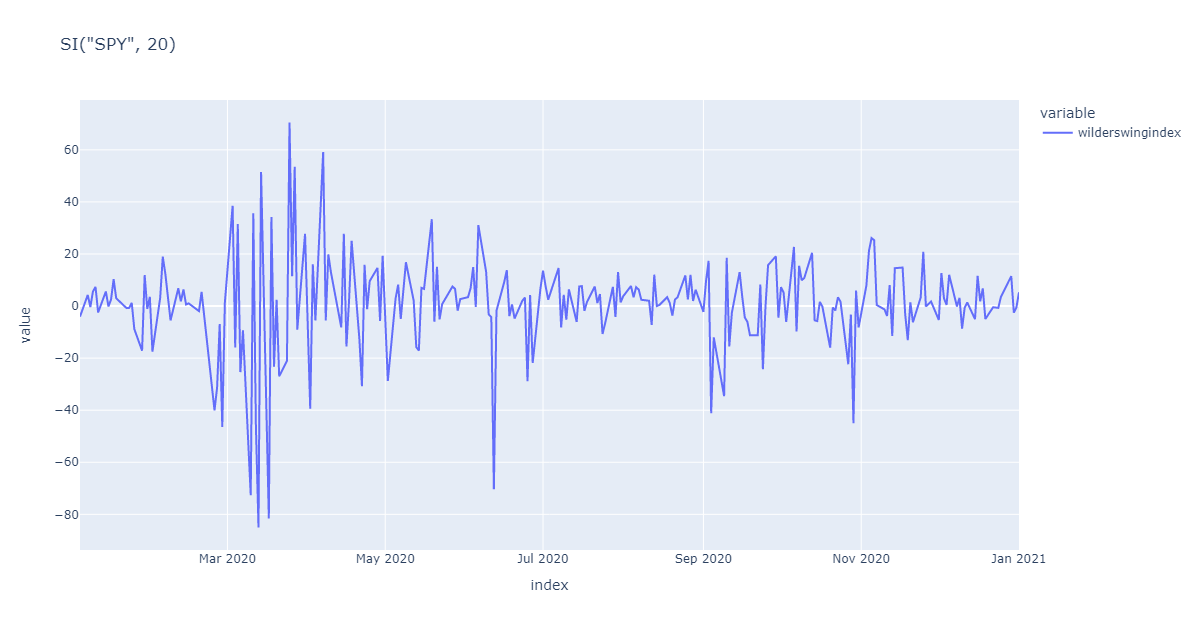 SI("SPY", 20)
variable
wilderswingindex
value
60
40
20
0
−20
−40
−60
−80
Mar 2020
May 2020
Jul 2020
Sep 2020
Nov 2020
Jan 2021
index